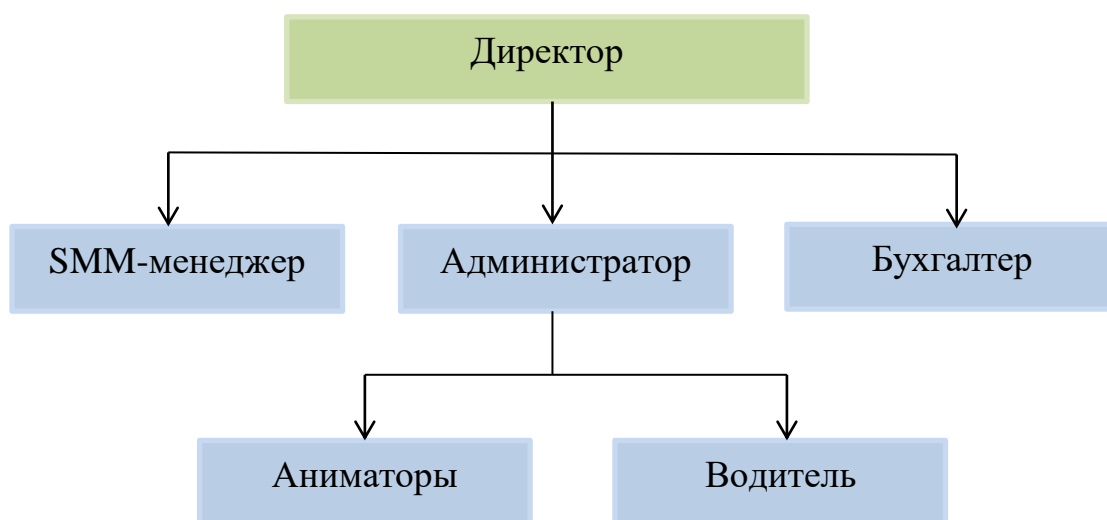 Директор
SMM-менеджер
Администратор
Бухгалтер
Аниматоры
Водитель